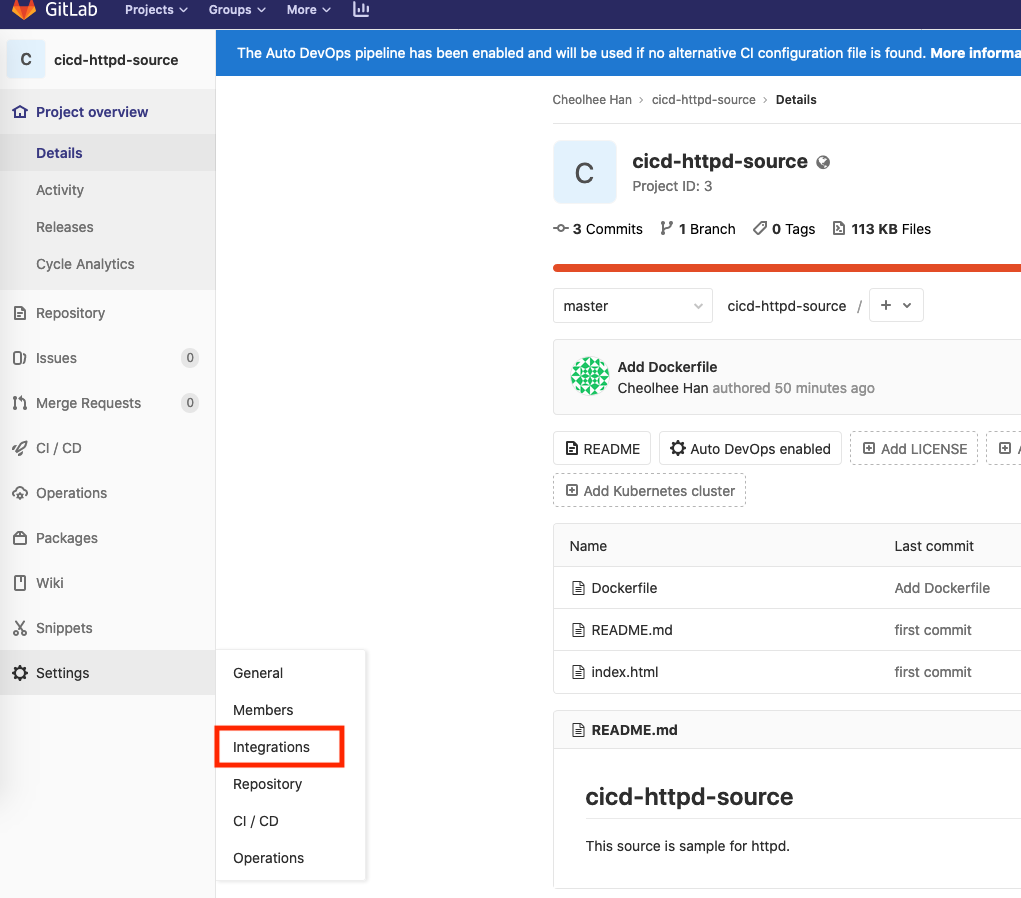 GitLab Projects Groups More
C cicd-httpd-source
The Auto DevOps pipeline has been enabled and will be used if no alternative CI configuration file is found. More informa
Project overview
Details
Activity
Releases
Cycle Analytics
Repository
Issues 0
Merge Requests 0
CI / CD
Operations
Packages
Wiki
Snippets
Settings
General
Members
Integrations
Repository
CI / CD
Operations
Cheolhee Han › cicd-httpd-source › Details
C
cicd-httpd-source
Project ID: 3
3 Commits 1 Branch 0 Tags 113 KB Files
master cicd-httpd-source / +
Add Dockerfile
Cheolhee Han authored 50 minutes ago
README Auto DevOps enabled Add LICENSE
Add Kubernetes cluster
Name Last commit
Dockerfile Add Dockerfile
README.md first commit
index.html first commit
README.md
cicd-httpd-source
This source is sample for httpd.